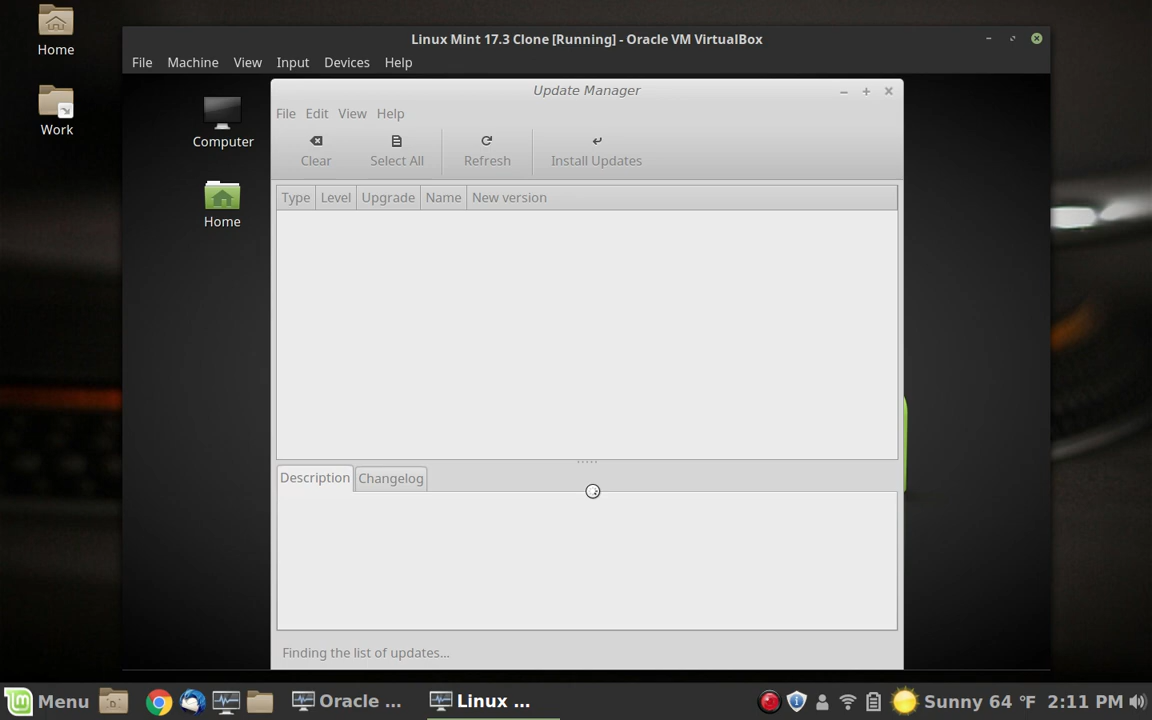 Home
Work
Linux Mint 17.3 Clone [Running] - Oracle VM VirtualBox
File Machine View Input Devices Help
Computer
Home
Update Manager
File Edit View Help
Clear Select All Refresh Install Updates
Type Level Upgrade Name New version
Description Changelog
Finding the list of updates...
Menu Oracle ... Linux ... Sunny 64 °F 2:11 PM